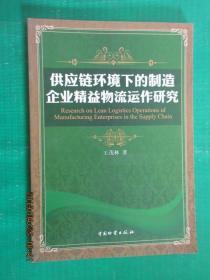 供应链环境下的制造
企业精益物流运作研究
Research on Lean Logistics Operations of
Manufacturing Enterprises in the Supply Chain
王茂林 著
中国物资出版社